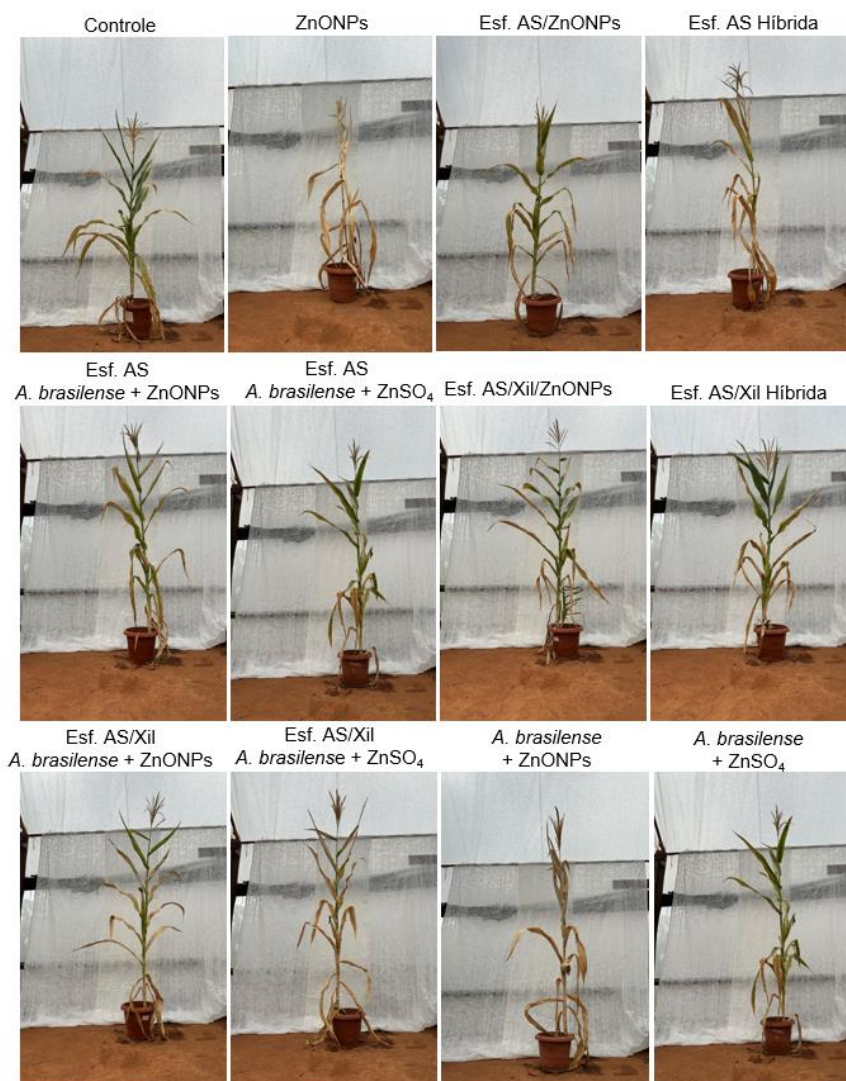 Controle
ZnONPs
Esf. AS/ZnONPs
Esf. AS Híbrida
Esf. AS
A. brasilense + ZnONPs
Esf. AS
A. brasilense + ZnSO₄
Esf. AS/Xil/ZnONPs
Esf. AS/Xil Híbrida
Esf. AS/Xil
A. brasilense + ZnONPs
Esf. AS/Xil
A. brasilense + ZnSO₄
A. brasilense
+ ZnONPs
A. brasilense
+ ZnSO₄